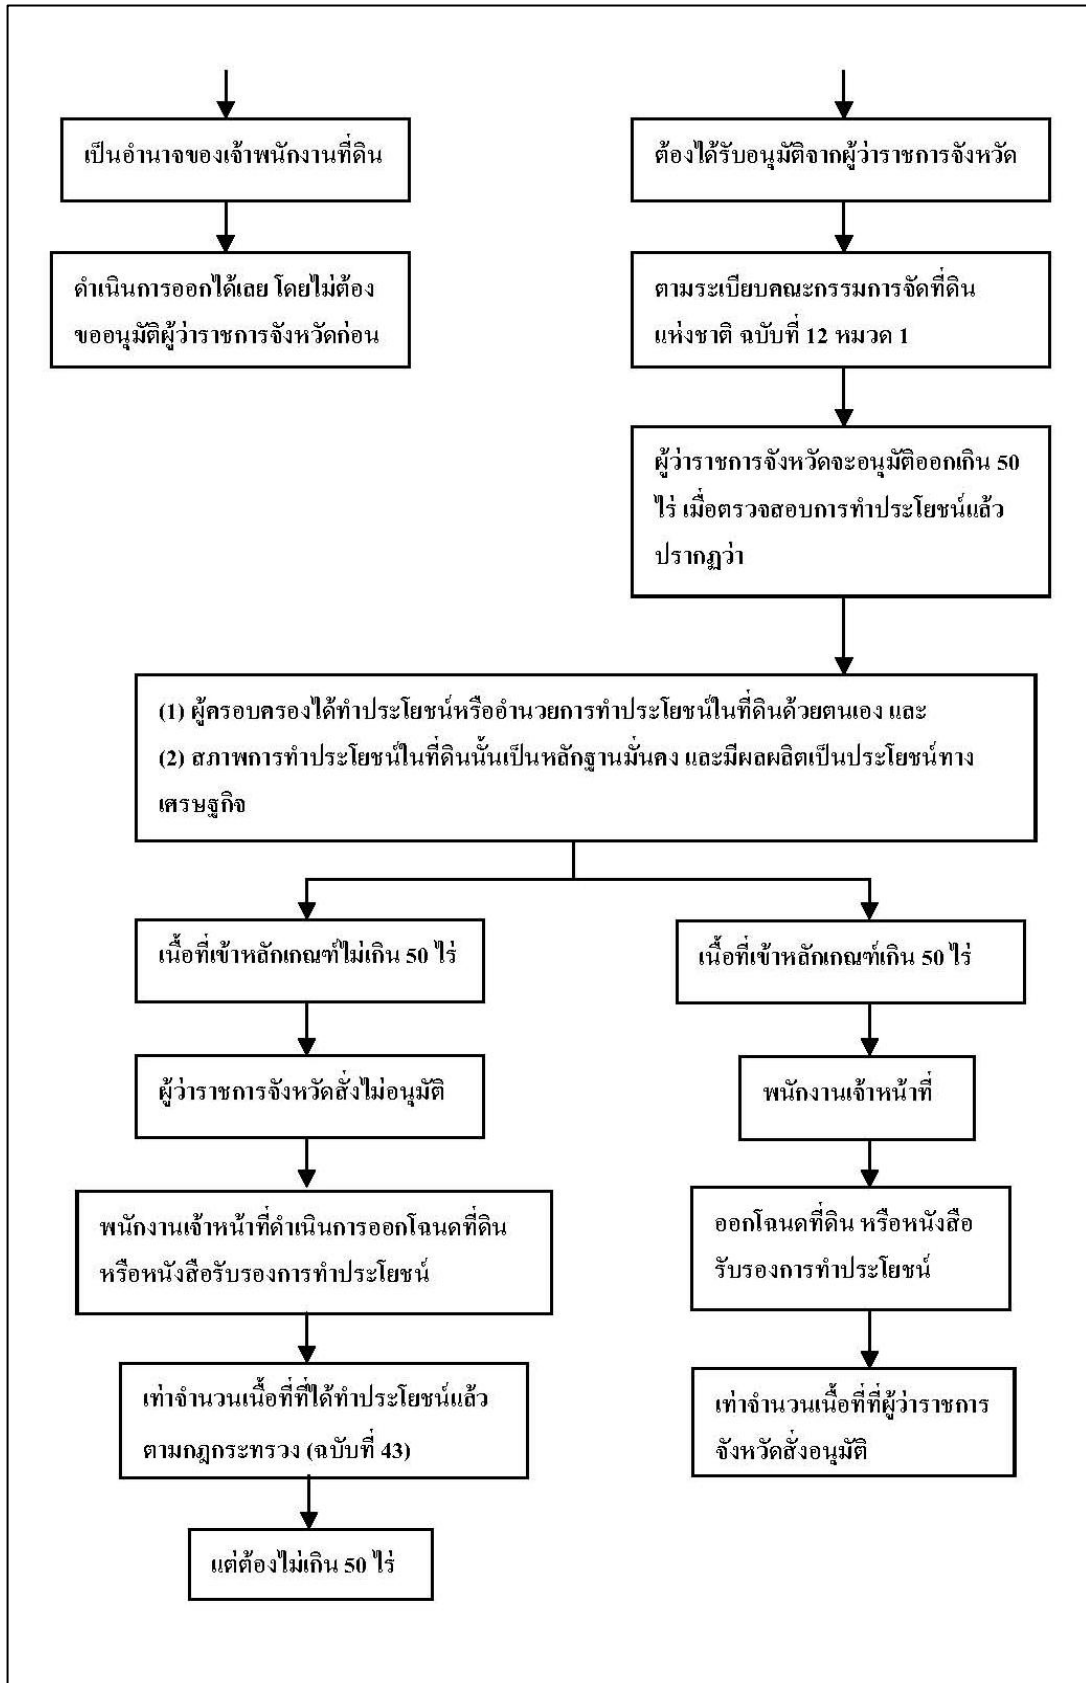 เป็นอำนาจของเจ้าพนักงานที่ดิน
ต้องได้รับอนุมัติจากผู้ว่าราชการจังหวัด
ดำเนินการออกได้เลย โดยไม่ต้อง
ขออนุมัติผู้ว่าราชการจังหวัดก่อน
ตามระเบียบคณะกรรมการจัดที่ดิน
แห่งชาติ ฉบับที่ 12 หมวด 1
ผู้ว่าราชการจังหวัดจะอนุมัติออกเกิน 50
ไร่ เมื่อตรวจสอบการทำประโยชน์แล้ว
ปรากฏว่า
(1) ผู้ครอบครองได้ทำประโยชน์หรืออำนวยการทำประโยชน์ในที่ดินด้วยตนเอง และ
(2) สภาพการทำประโยชน์ในที่ดินนั้นเป็นหลักฐานมั่นคง และมีผลผลิตเป็นประโยชน์ทาง
เศรษฐกิจ
เนื้อที่เข้าหลักเกณฑ์ไม่เกิน 50 ไร่
ผู้ว่าราชการจังหวัดสั่งไม่อนุมัติ
พนักงานเจ้าหน้าที่ดำเนินการออกโฉนดที่ดิน
หรือหนังสือรับรองการทำประโยชน์
เท่าจำนวนเนื้อที่ที่ได้ทำประโยชน์แล้ว
ตามกฎกระทรวง (ฉบับที่ 43)
แต่ต้องไม่เกิน 50 ไร่
เนื้อที่เข้าหลักเกณฑ์เกิน 50 ไร่
พนักงานเจ้าหน้าที่
ออกโฉนดที่ดิน หรือหนังสือ
รับรองการทำประโยชน์
เท่าจำนวนเนื้อที่ที่ผู้ว่าราชการ
จังหวัดสั่งอนุมัติ